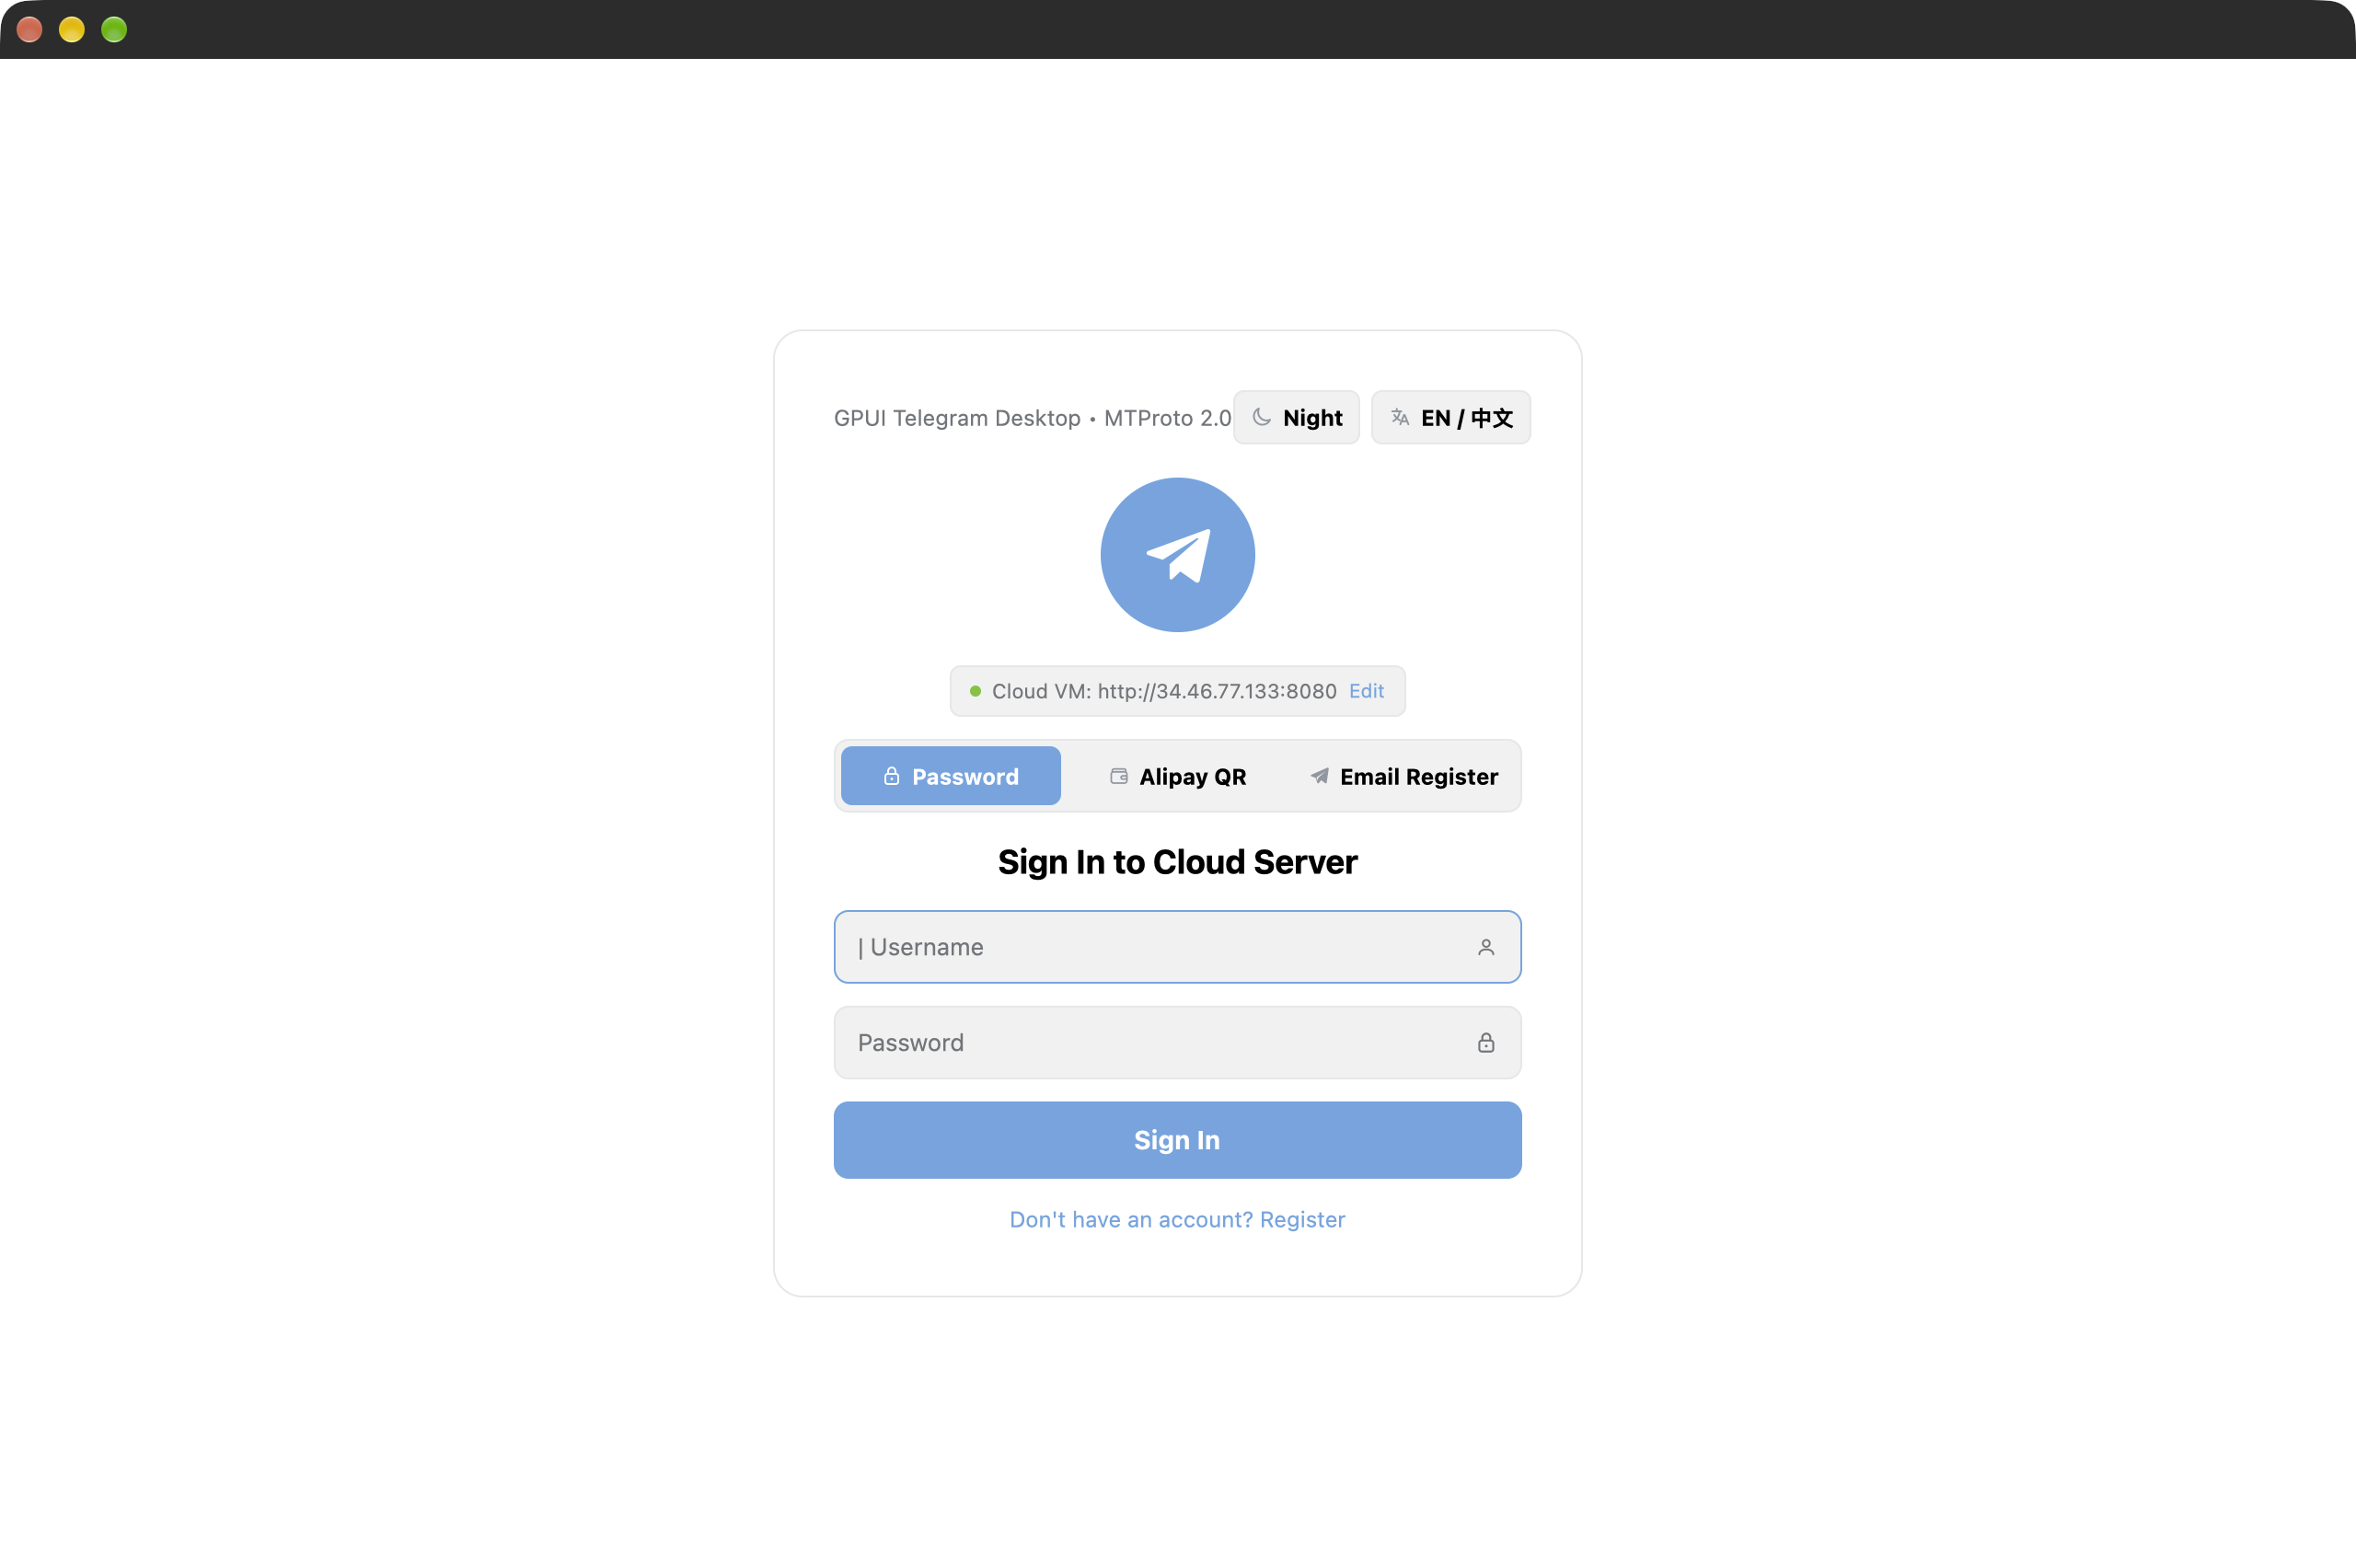 GPUI Telegram Desktop • MTProto 2.0 Night EN / 中文
Cloud VM: http://34.46.77.133:8080 Edit
Password Alipay QR Email Register
Sign In to Cloud Server
| Username
Password
Sign In
Don't have an account? Register